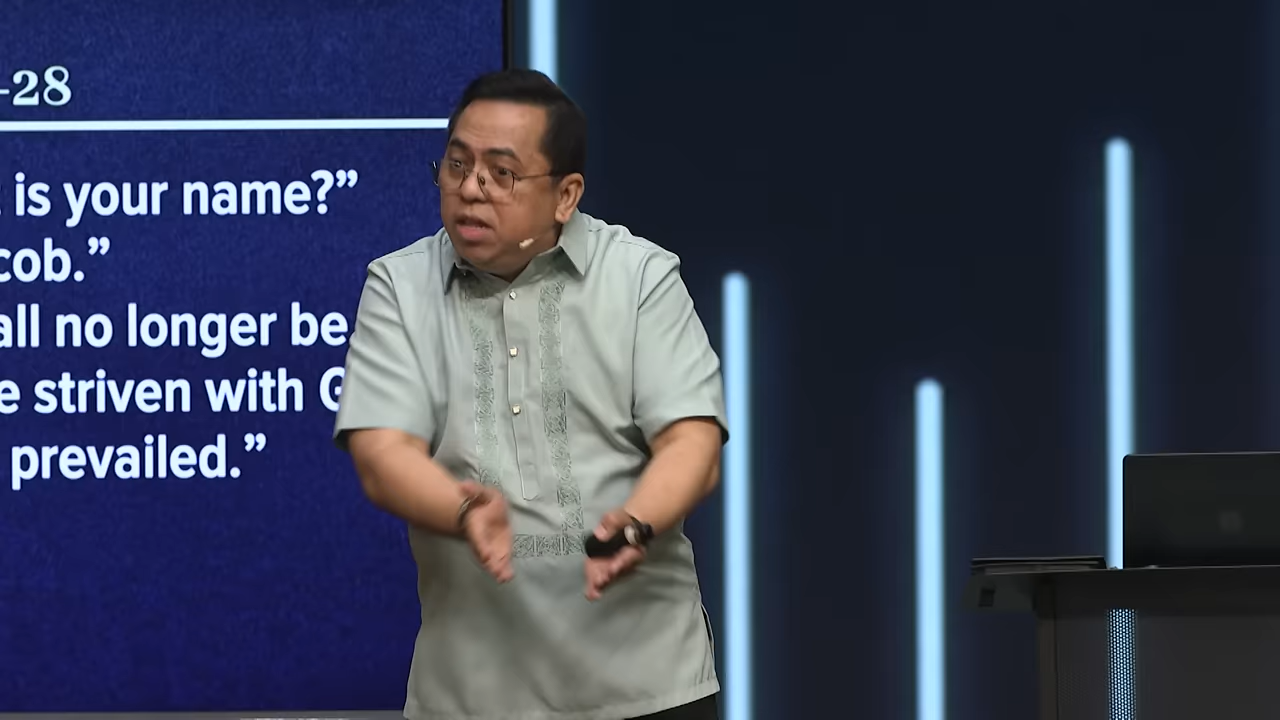 -28
is your name?”
cob.”
all no longer be
e striven with G
prevailed.”